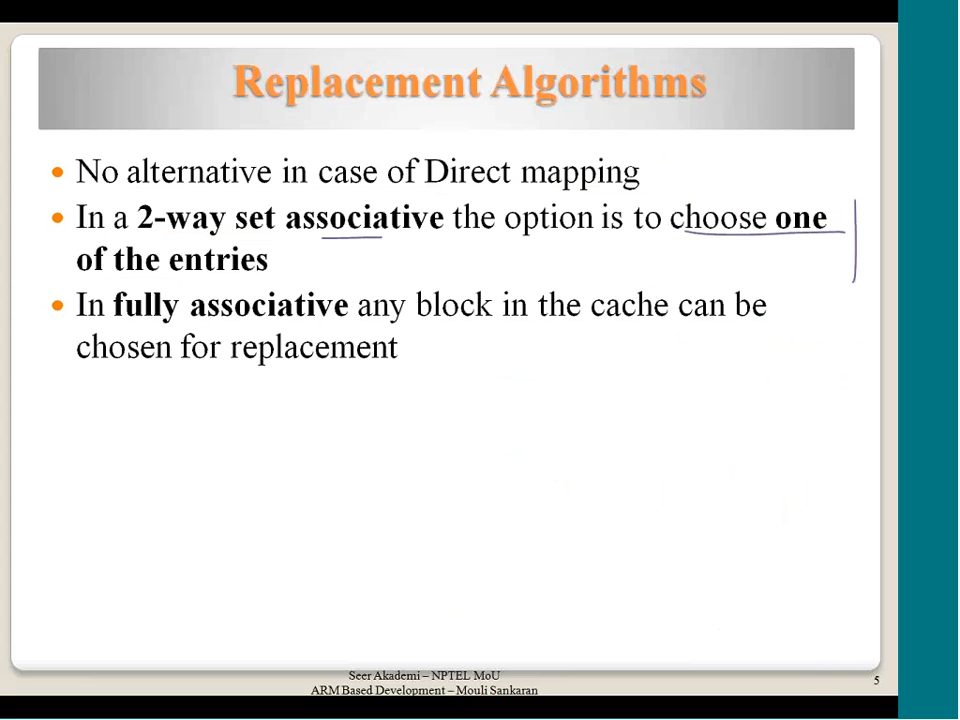 Replacement Algorithms
• No alternative in case of Direct mapping
• In a 2-way set associative the option is to choose one
of the entries
• In fully associative any block in the cache can be
chosen for replacement
Seer Akademi – NPTEL MoU
ARM Based Development – Mouli Sankaran
5